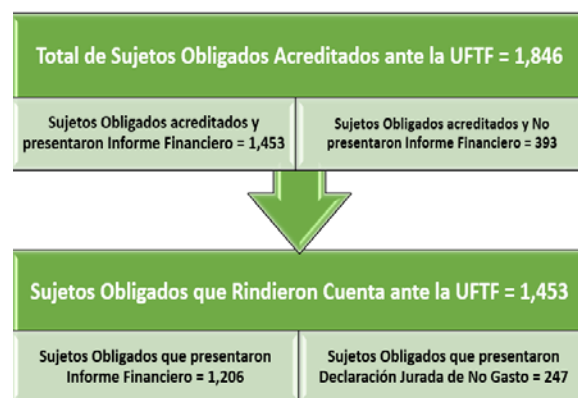 Total de Sujetos Obligados Acreditados ante la UFTF = 1,846
Sujetos Obligados acreditados y
presentaron Informe Financiero = 1,453
Sujetos Obligados acreditados y No
presentaron Informe Financiero = 393
Sujetos Obligados que Rindieron Cuenta ante la UFTF = 1,453
Sujetos Obligados que presentaron
Informe Financiero = 1,206
Sujetos Obligados que presentaron
Declaración Jurada de No Gasto = 247